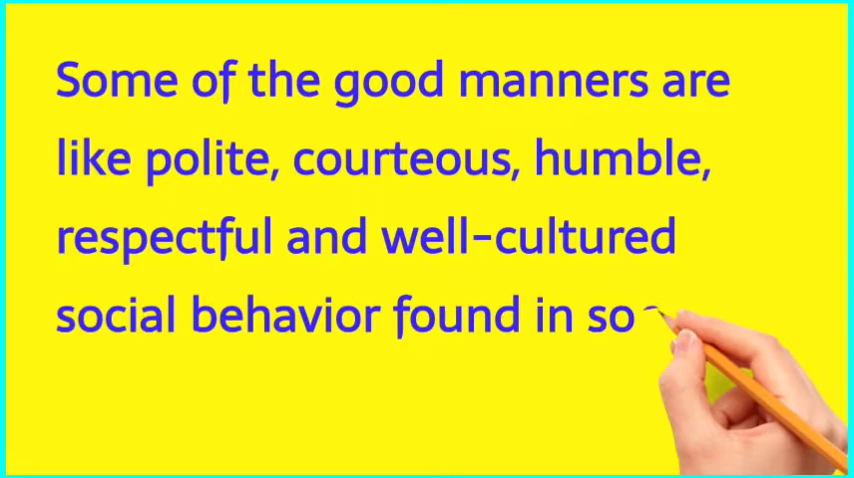 Some of the good manners are
like polite, courteous, humble,
respectful and well-cultured
social behavior found in so